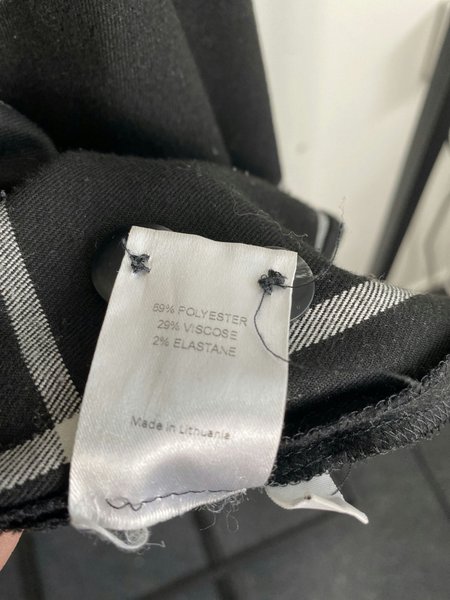 69% POLYESTER
29% VISCOSE
2% ELASTANE
Made in Lithuania